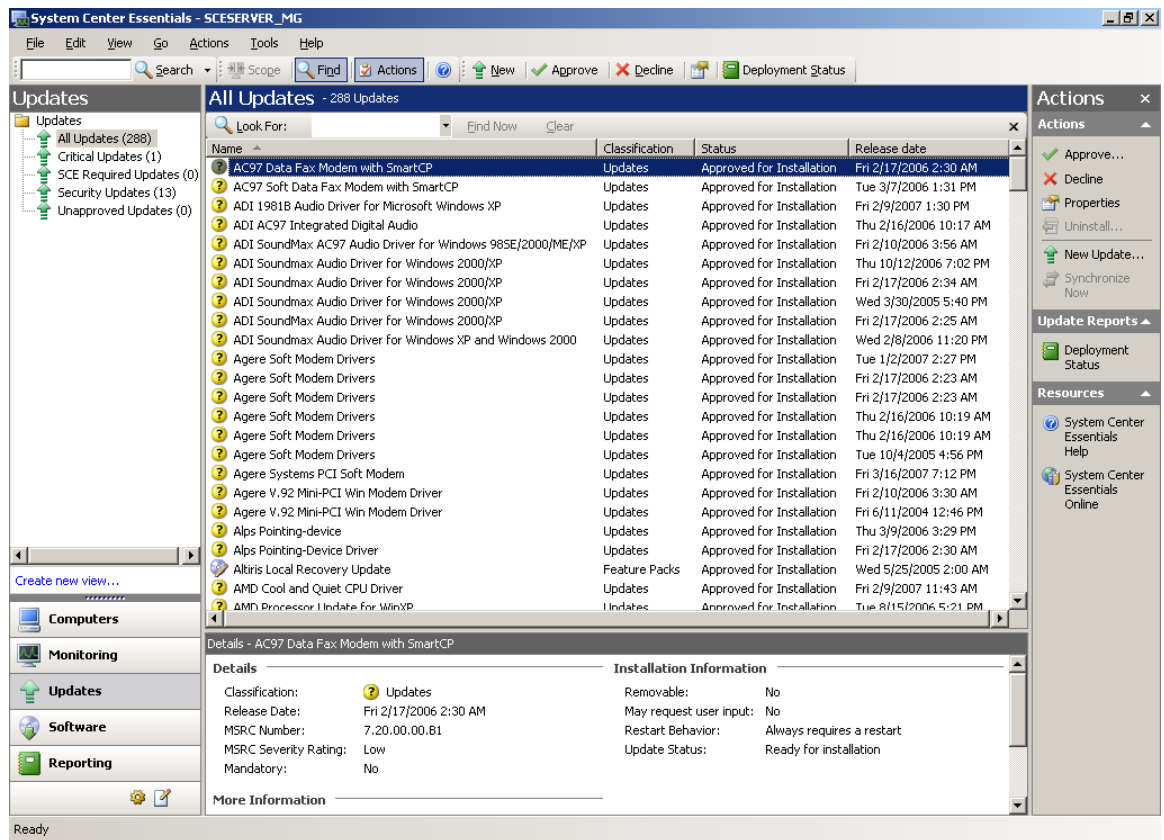 System Center Essentials - SCESERVER_MG
File Edit View Go Actions Tools Help
Search Scope Find Actions New Approve Decline Deployment Status
Updates
Updates
All Updates (288)
Critical Updates (1)
SCE Required Updates (0)
Security Updates (13)
Unapproved Updates (0)
Create new view...
Computers
Monitoring
Updates
Software
Reporting
All Updates - 288 Updates
Look For: Find Now Clear
Name Classification Status Release date
AC97 Data Fax Modem with SmartCP Updates Approved for Installation Fri 2/17/2006 2:30 AM
AC97 Soft Data Fax Modem with SmartCP Updates Approved for Installation Tue 3/7/2006 1:31 PM
ADI 1981B Audio Driver for Microsoft Windows XP Updates Approved for Installation Fri 2/9/2007 1:30 PM
ADI AC97 Integrated Digital Audio Updates Approved for Installation Thu 2/16/2006 10:17 AM
ADI SoundMax AC97 Audio Driver for Windows 98SE/2000/ME/XP Updates Approved for Installation Fri 2/10/2006 3:56 AM
ADI Soundmax Audio Driver for Windows 2000/XP Updates Approved for Installation Thu 10/12/2006 7:02 PM
ADI SoundMax Audio Driver for Windows 2000/XP Updates Approved for Installation Fri 2/17/2006 2:34 AM
ADI SoundMax Audio Driver for Windows 2000/XP Updates Approved for Installation Wed 3/30/2005 5:40 PM
ADI SoundMax Audio Driver for Windows 2000/XP Updates Approved for Installation Fri 2/17/2006 2:25 AM
ADI Soundmax Audio Driver for Windows XP and Windows 2000 Updates Approved for Installation Wed 2/8/2006 11:20 PM
Agere Soft Modem Drivers Updates Approved for Installation Tue 1/2/2007 2:27 PM
Agere Soft Modem Drivers Updates Approved for Installation Fri 2/17/2006 2:23 AM
Agere Soft Modem Drivers Updates Approved for Installation Fri 2/17/2006 2:23 AM
Agere Soft Modem Drivers Updates Approved for Installation Thu 2/16/2006 10:19 AM
Agere Soft Modem Drivers Updates Approved for Installation Thu 2/16/2006 10:19 AM
Agere Soft Modem Drivers Updates Approved for Installation Tue 10/4/2005 4:56 PM
Agere Systems PCI Soft Modem Updates Approved for Installation Fri 3/16/2007 7:12 PM
Agere V.92 Mini-PCI Win Modem Driver Updates Approved for Installation Fri 2/10/2006 3:30 AM
Agere V.92 Mini-PCI Win Modem Driver Updates Approved for Installation Fri 6/11/2004 12:46 PM
Alps Pointing-device Updates Approved for Installation Thu 3/9/2006 3:29 PM
Alps Pointing-Device Driver Updates Approved for Installation Fri 2/17/2006 2:30 AM
Altiris Local Recovery Update Feature Packs Approved for Installation Wed 5/25/2005 2:00 AM
AMD Cool and Quiet CPU Driver Updates Approved for Installation Fri 2/9/2007 11:43 AM
AMD Processor Update for WinXP Updates Approved for Installation Tue 8/15/2006 5:21 PM
Details - AC97 Data Fax Modem with SmartCP
Details
Classification: Updates
Release Date: Fri 2/17/2006 2:30 AM
MSRC Number: 7.20.00.00.B1
MSRC Severity Rating: Low
Mandatory: No
More Information
Installation Information
Removable: No
May request user input: No
Restart Behavior: Always requires a restart
Update Status: Ready for installation
Actions
Actions
Approve...
Decline
Properties
Uninstall...
New Update...
Synchronize
Now
Update Reports
Deployment
Status
Resources
System Center
Essentials
Help
System Center
Essentials
Online
Ready